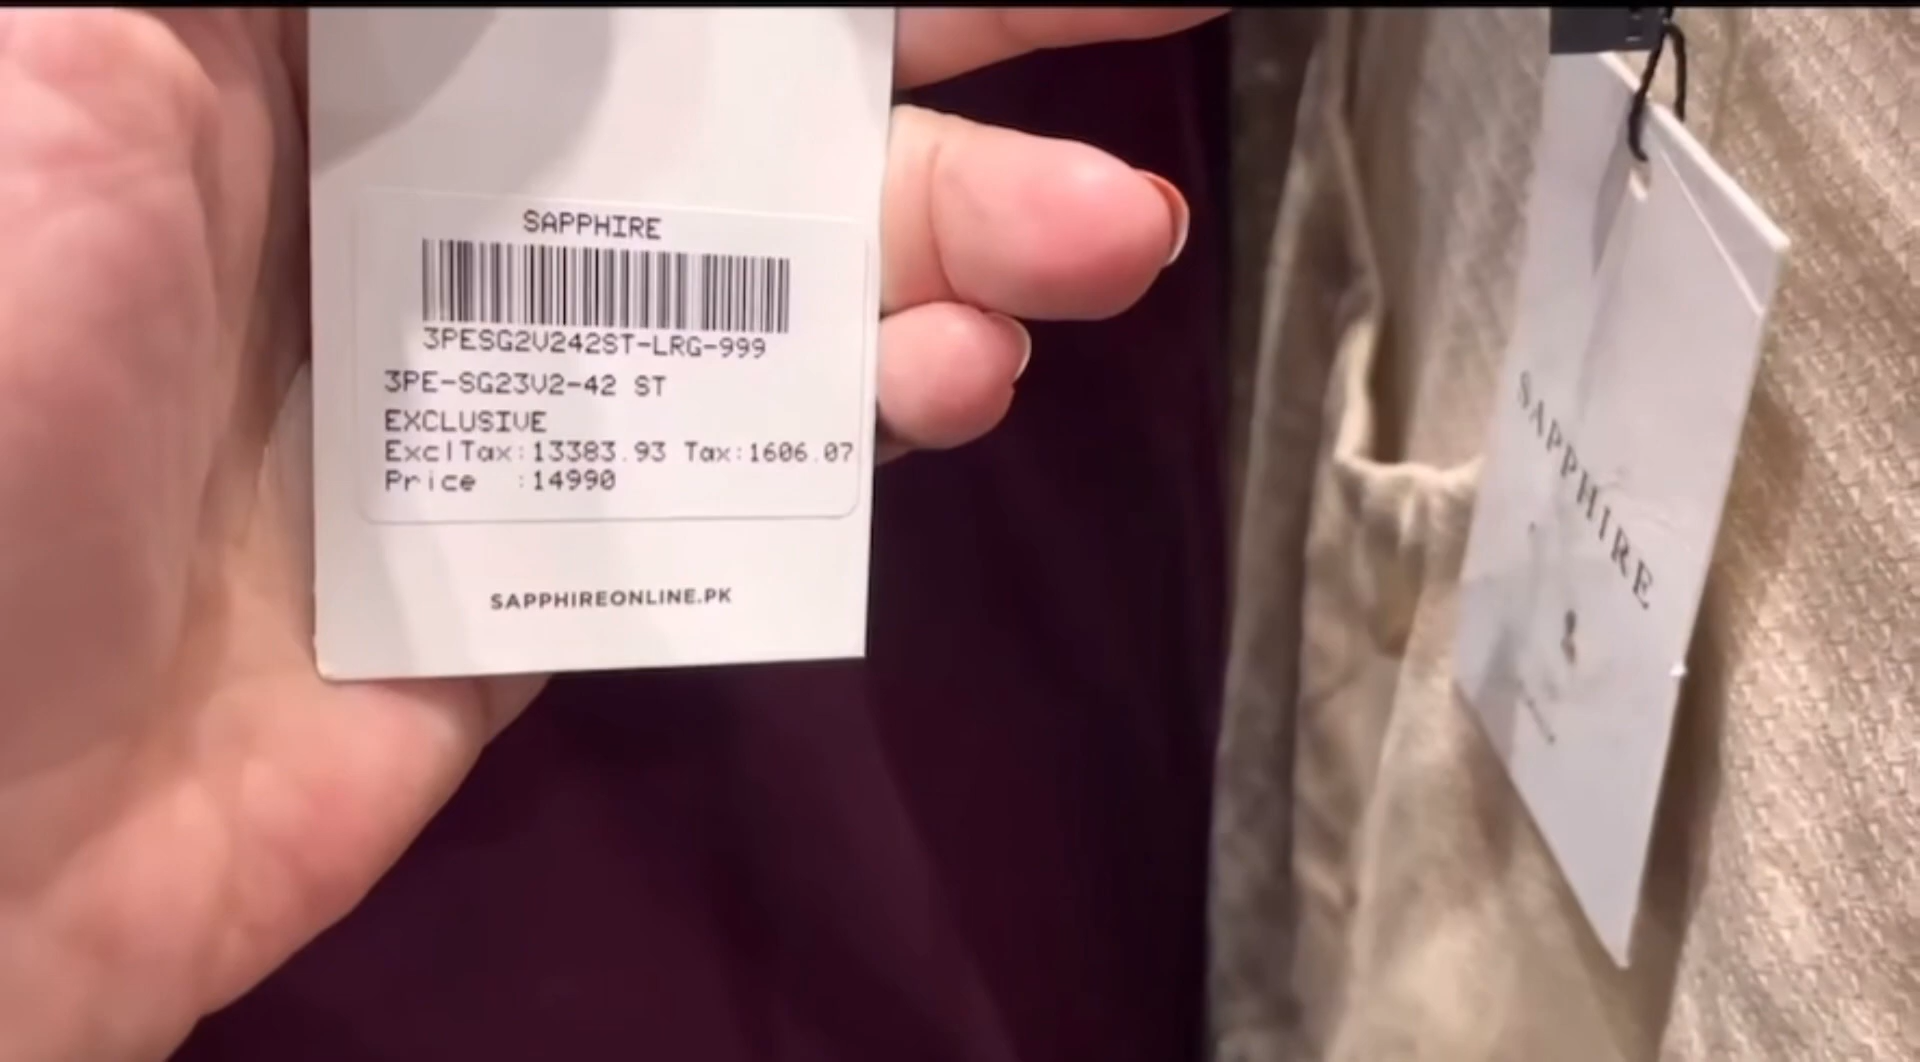 SAPPHIRE
3PESG2V242ST-LRG-999
3PE-SG23V2-42 ST
EXCLUSIVE
ExclTax:13383.93 Tax:1606.07
Price :14990
SAPPHIREONLINE.PK
SAPPHIRE